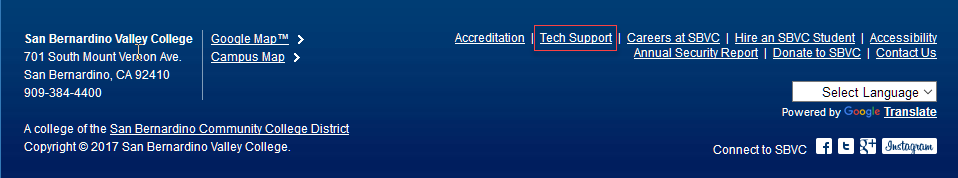 San Bernardino Valley College
701 South Mount Vernon Ave.
San Bernardino, CA 92410
909-384-4400
Google Map™
Campus Map
Accreditation | Tech Support | Careers at SBVC | Hire an SBVC Student | Accessibility
Annual Security Report | Donate to SBVC | Contact Us
Select Language
Powered by Google Translate
A college of the San Bernardino Community College District
Copyright © 2017 San Bernardino Valley College.
Connect to SBVC f t g+ Instagram